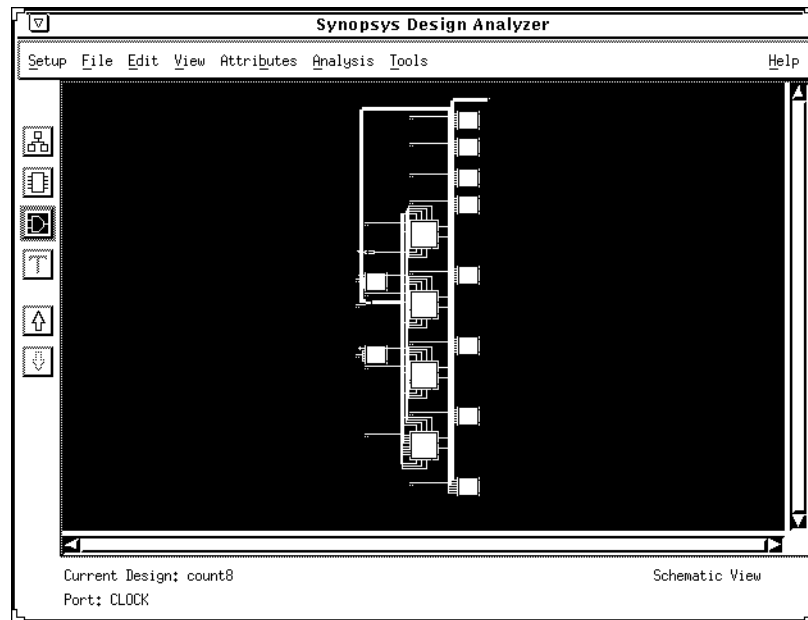 Synopsys Design Analyzer
Setup File Edit View Attributes Analysis Tools Help
T
Current Design: count8 Schematic View
Port: CLOCK